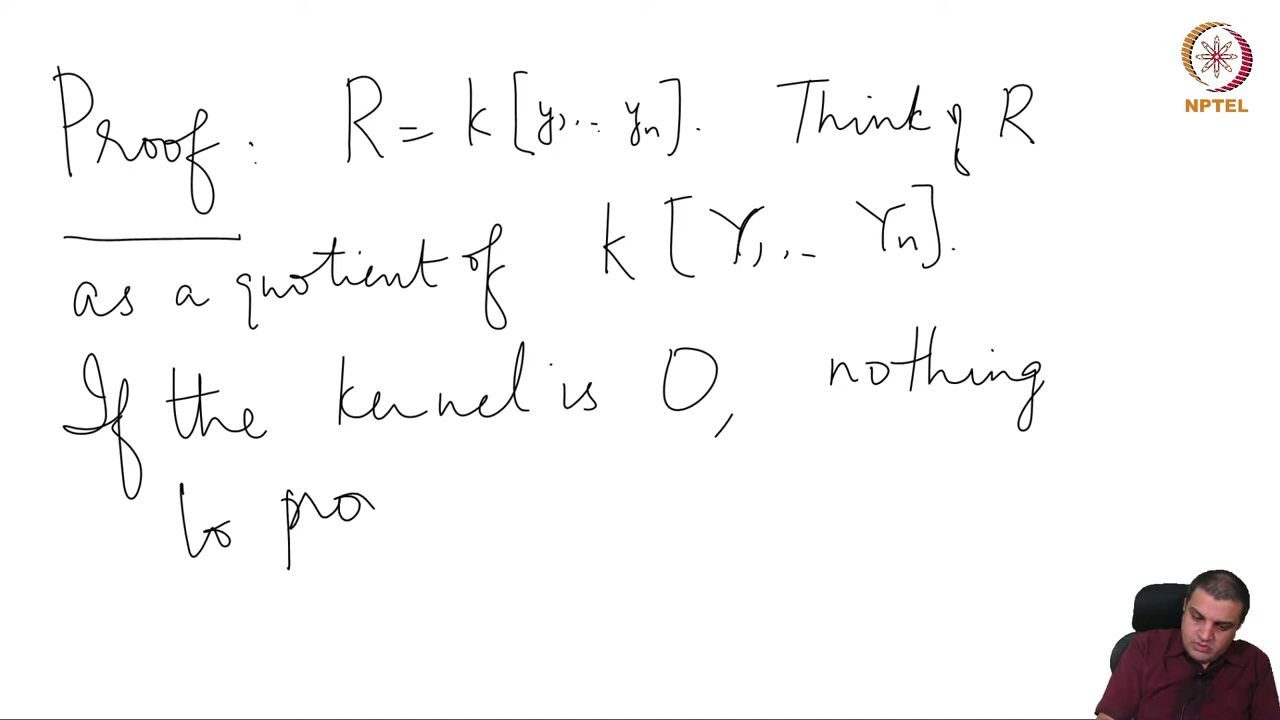 NPTEL
Proof: R = k[y1,.. yn]. Think of R
as a quotient of k[Y1,.. Yn].
If the kernel is 0, nothing
to pro